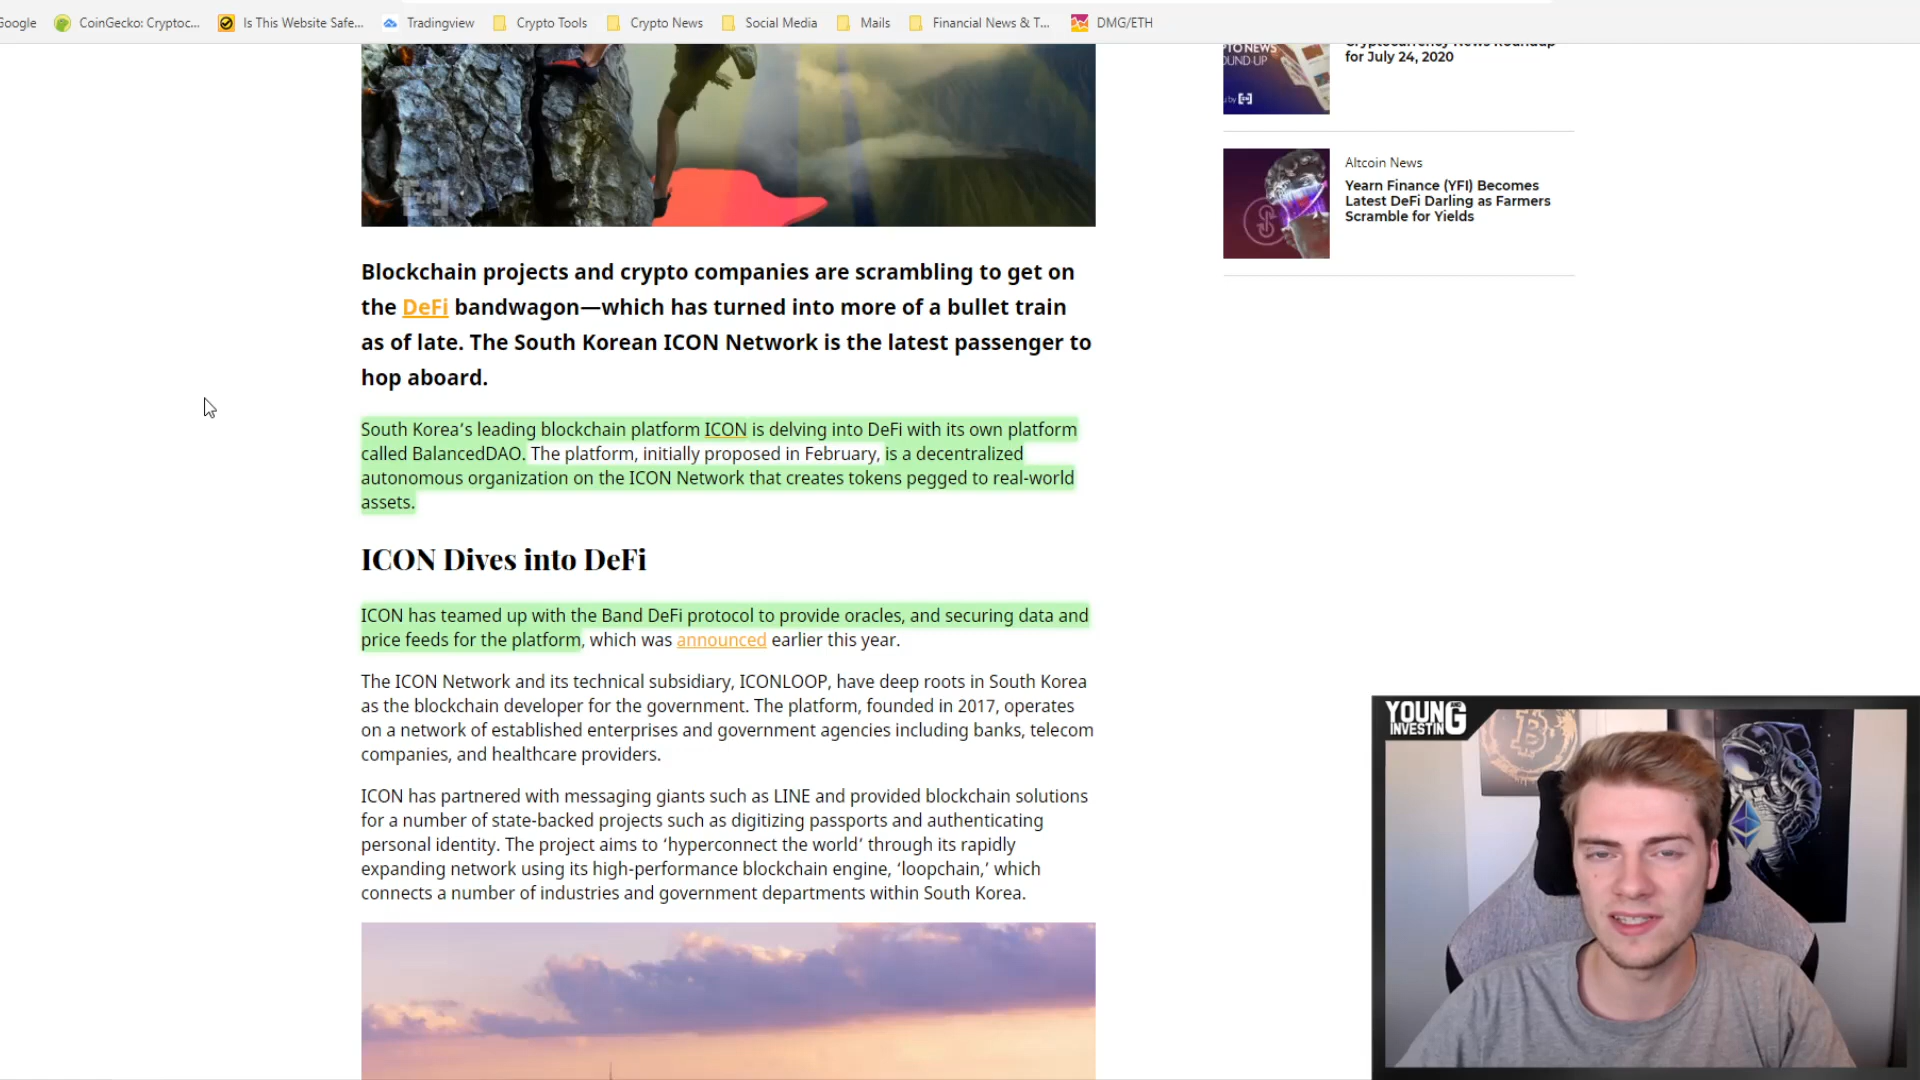 Google
CoinGecko: Cryptoc...
Is This Website Safe...
Tradingview
Crypto Tools
Crypto News
Social Media
Mails
Financial News & T...
DMG/ETH
Cryptocurrency News Roundup
for July 24, 2020
Altcoin News
Yearn Finance (YFI) Becomes
Latest DeFi Darling as Farmers
Scramble for Yields
Blockchain projects and crypto companies are scrambling to get on
the DeFi bandwagon—which has turned into more of a bullet train
as of late. The South Korean ICON Network is the latest passenger to
hop aboard.
South Korea's leading blockchain platform ICON is delving into DeFi with its own platform
called BalancedDAO. The platform, initially proposed in February, is a decentralized
autonomous organization on the ICON Network that creates tokens pegged to real-world
assets.
ICON Dives into DeFi
ICON has teamed up with the Band DeFi protocol to provide oracles, and securing data and
price feeds for the platform, which was announced earlier this year.
The ICON Network and its technical subsidiary, ICONLOOP, have deep roots in South Korea
as the blockchain developer for the government. The platform, founded in 2017, operates
on a network of established enterprises and government agencies including banks, telecom
companies, and healthcare providers.
ICON has partnered with messaging giants such as LINE and provided blockchain solutions
for a number of state-backed projects such as digitizing passports and authenticating
personal identity. The project aims to ‘hyperconnect the world’ through its rapidly
expanding network using its high-performance blockchain engine, ‘loopchain,’ which
connects a number of industries and government departments within South Korea.
YOUNG AND
INVESTING